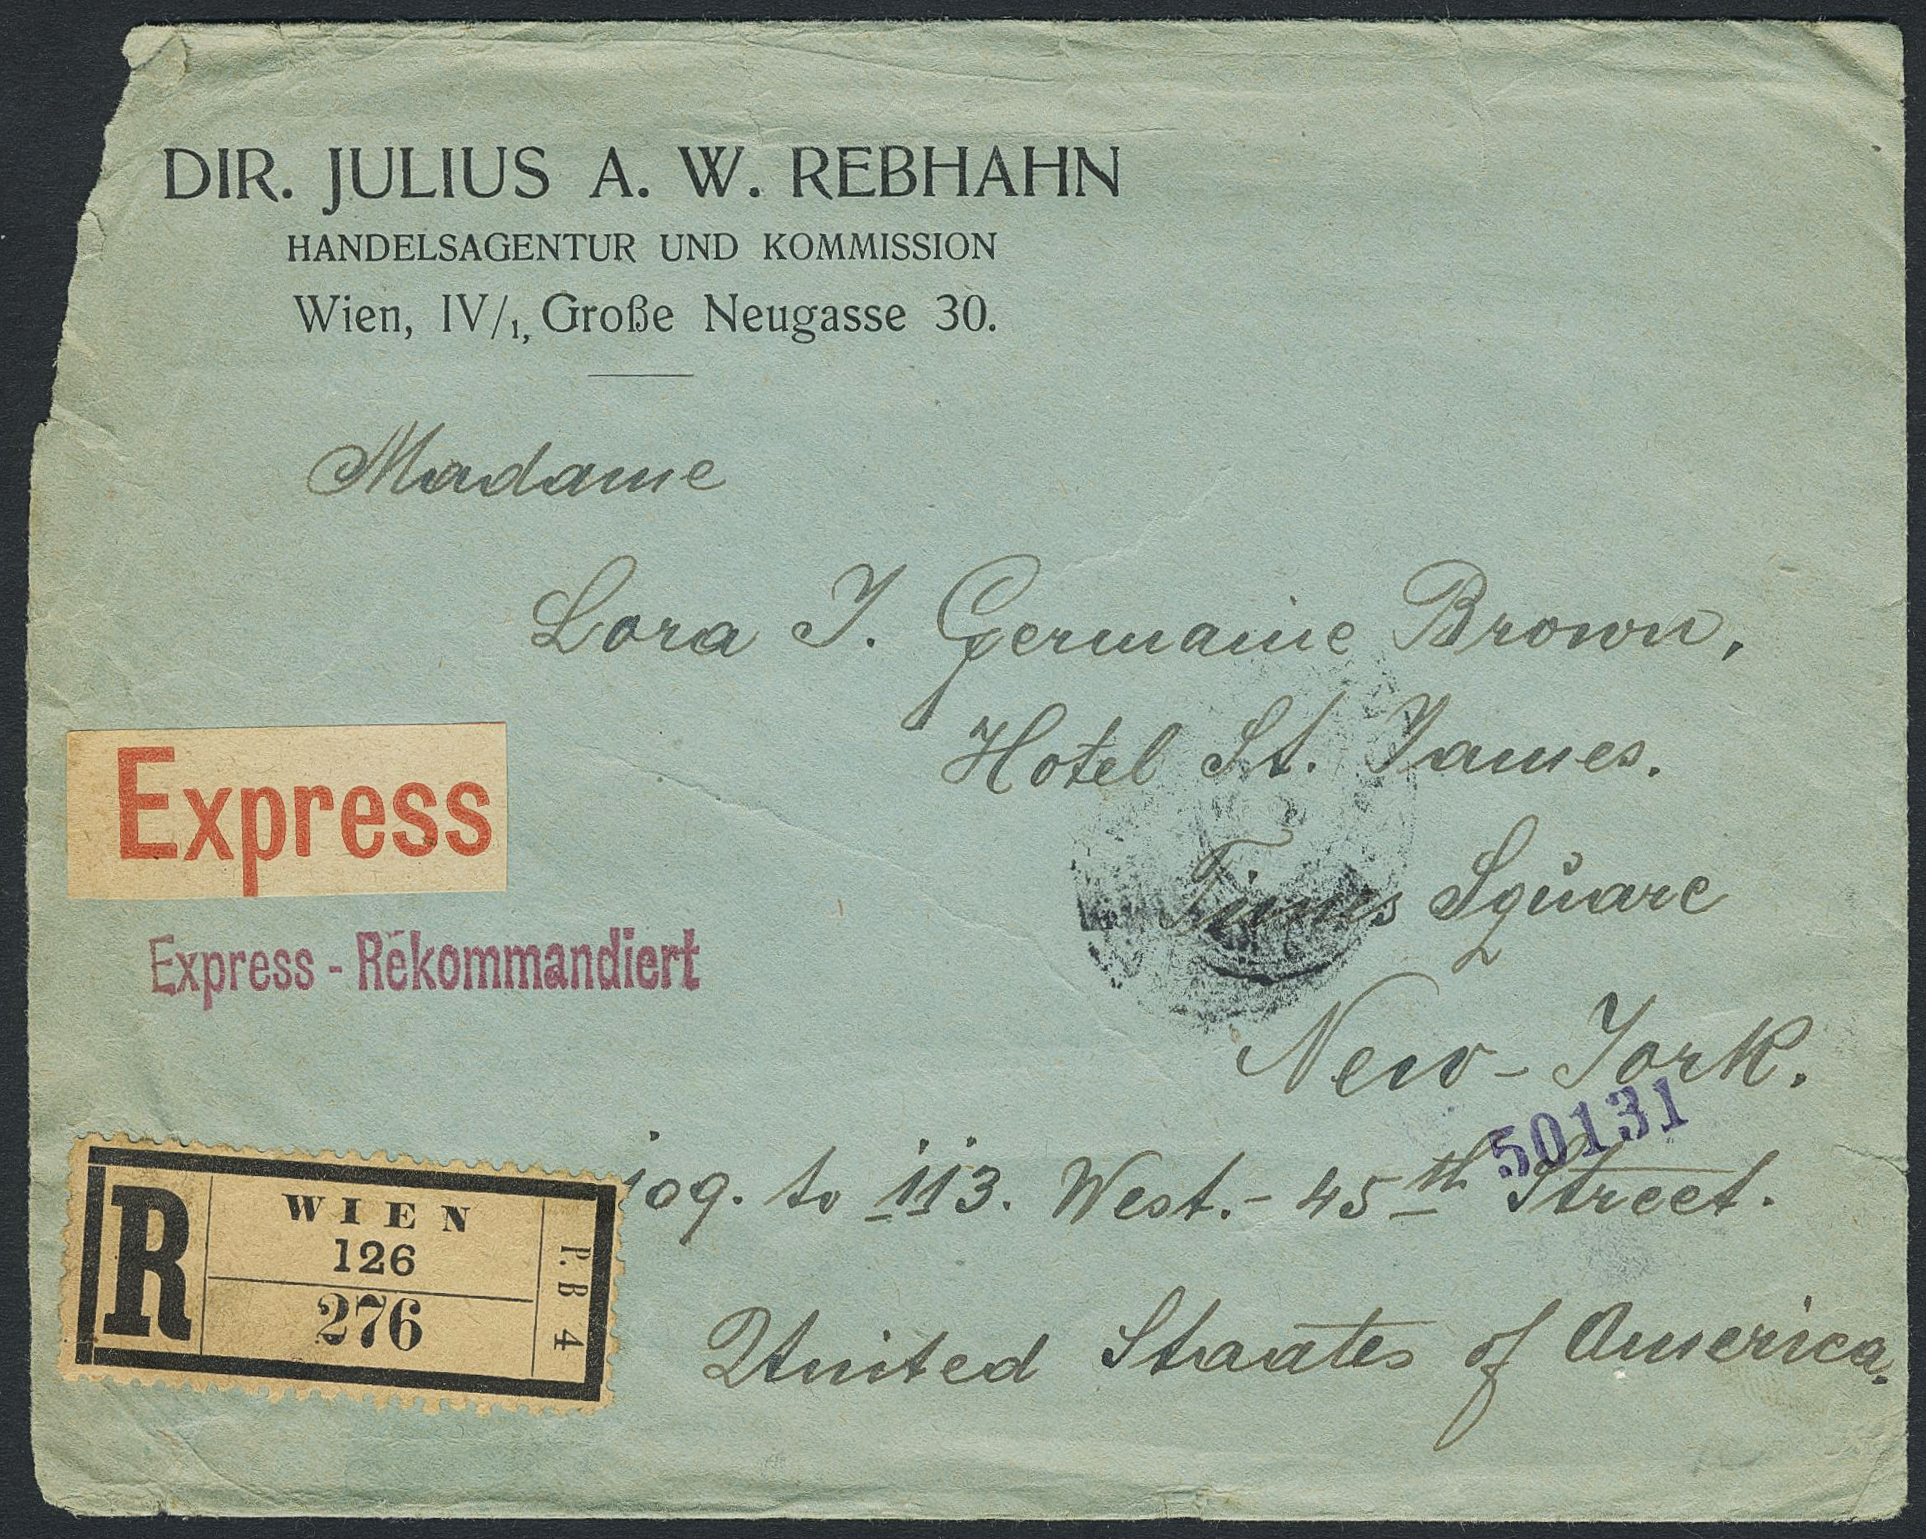 DIR. JULIUS A. W. REBHAHN
HANDELSAGENTUR UND KOMMISSION
Wien, IV/1, Große Neugasse 30.
Madame
Lora J. Germaine Brown,
Hotel St. James.
Times Square
New-York.
109. to 113. West.- 45th Street.
United Staates of America.
Express
Express - Rekommandiert
50131
R
WIEN
126
276
P. B 4